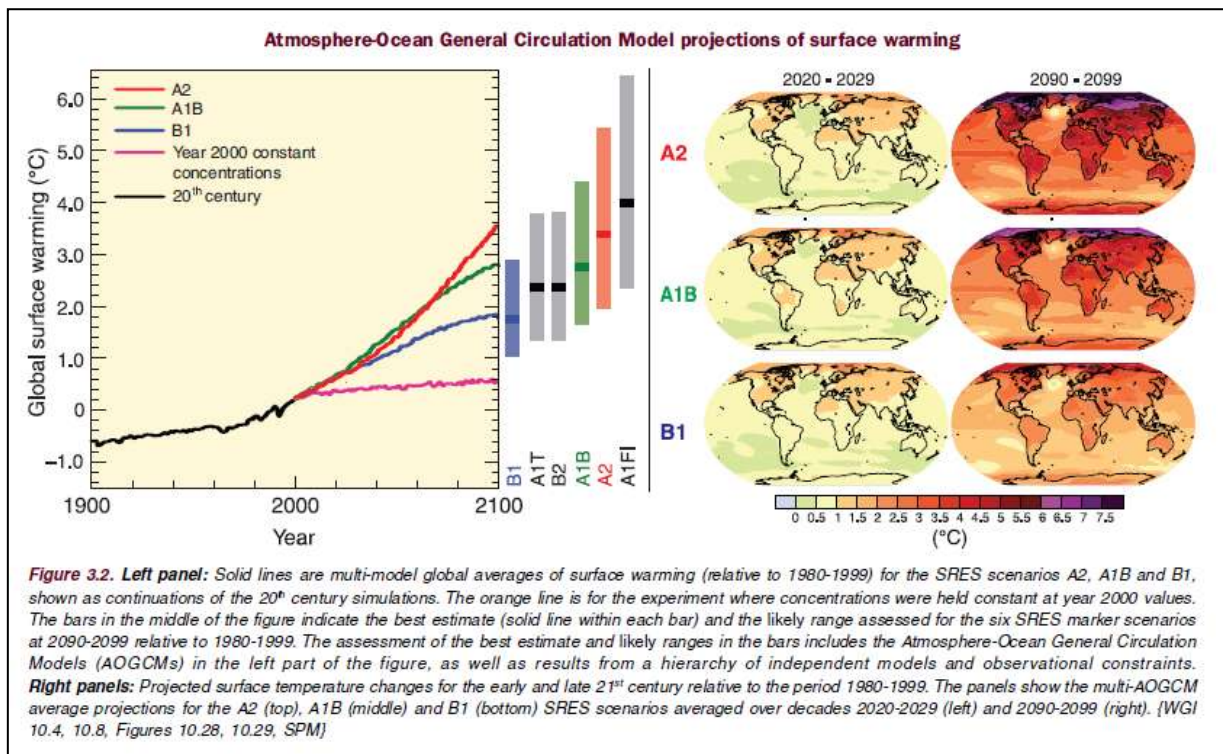 Atmosphere-Ocean General Circulation Model projections of surface warming
6.0
5.0
4.0
3.0
2.0
1.0
0
–1.0
Global surface warming (°C)
A2
A1B
B1
Year 2000 constant
concentrations
20th century
1900
2000
2100
Year
B1
A1T
B2
A1B
A2
A1FI
2020 - 2029
2090 - 2099
A2
A1B
B1
0 0.5 1 1.5 2 2.5 3 3.5 4 4.5 5 5.5 6 6.5 7 7.5
(°C)
Figure 3.2. Left panel: Solid lines are multi-model global averages of surface warming (relative to 1980-1999) for the SRES scenarios A2, A1B and B1,
shown as continuations of the 20th century simulations. The orange line is for the experiment where concentrations were held constant at year 2000 values.
The bars in the middle of the figure indicate the best estimate (solid line within each bar) and the likely range assessed for the six SRES marker scenarios
at 2090-2099 relative to 1980-1999. The assessment of the best estimate and likely ranges in the bars includes the Atmosphere-Ocean General Circulation
Models (AOGCMs) in the left part of the figure, as well as results from a hierarchy of independent models and observational constraints.
Right panels: Projected surface temperature changes for the early and late 21st century relative to the period 1980-1999. The panels show the multi-AOGCM
average projections for the A2 (top), A1B (middle) and B1 (bottom) SRES scenarios averaged over decades 2020-2029 (left) and 2090-2099 (right). {WGI
10.4, 10.8, Figures 10.28, 10.29, SPM}